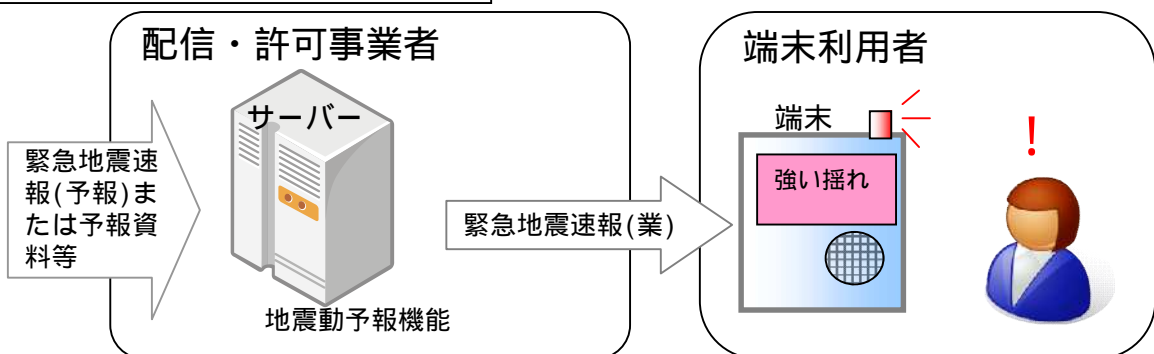 配信・許可事業者
サーバー
緊急地震速
報(予報)ま
たは予報資
料等
地震動予報機能
緊急地震速報(業)
端末利用者
端末
強い揺れ
!